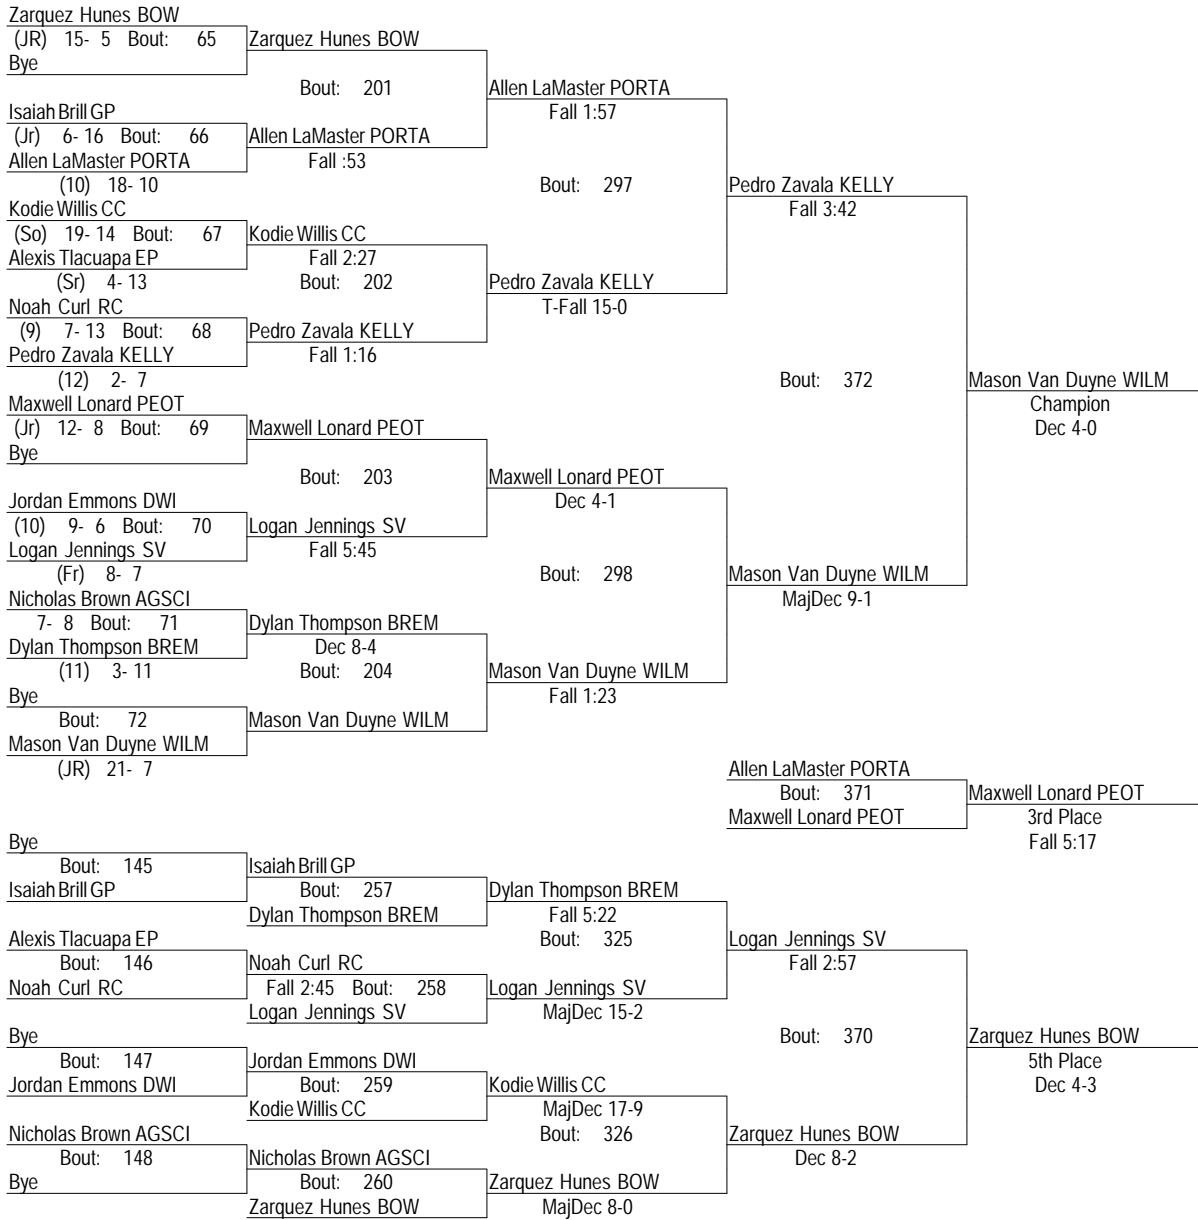 Zarquez Hunes BOW
(JR) 15- 5 Bout: 65 Zarquez Hunes BOW
Bye
Bout: 201 Allen LaMaster PORTA
Isaiah Brill GP Fall 1:57
(Jr) 6- 16 Bout: 66 Allen LaMaster PORTA
Allen LaMaster PORTA Fall :53
(10) 18- 10 Bout: 297 Pedro Zavala KELLY
Kodie Willis CC Fall 3:42
(So) 19- 14 Bout: 67 Kodie Willis CC
Alexis Tlacuapa EP Fall 2:27
(Sr) 4- 13 Bout: 202 Pedro Zavala KELLY
Noah Curl RC T-Fall 15-0
(9) 7- 13 Bout: 68 Pedro Zavala KELLY
Pedro Zavala KELLY Fall 1:16
(12) 2- 7 Bout: 372 Mason Van Duyne WILM
Maxwell Lonard PEOT Champion
(Jr) 12- 8 Bout: 69 Maxwell Lonard PEOT Dec 4-0
Bye
Bout: 203 Maxwell Lonard PEOT
Jordan Emmons DWI Dec 4-1
(10) 9- 6 Bout: 70 Logan Jennings SV
Logan Jennings SV Fall 5:45
(Fr) 8- 7 Bout: 298 Mason Van Duyne WILM
Nicholas Brown AGSCI MajDec 9-1
7- 8 Bout: 71 Dylan Thompson BREM
Dylan Thompson BREM Dec 8-4
(11) 3- 11 Bout: 204 Mason Van Duyne WILM
Bye Fall 1:23
Bout: 72 Mason Van Duyne WILM
Mason Van Duyne WILM
(JR) 21- 7 Allen LaMaster PORTA
Bout: 371 Maxwell Lonard PEOT
Maxwell Lonard PEOT 3rd Place
Bye Fall 5:17
Bout: 145 Isaiah Brill GP
Isaiah Brill GP Bout: 257 Dylan Thompson BREM
Dylan Thompson BREM Fall 5:22
Alexis Tlacuapa EP Bout: 325 Logan Jennings SV
Bout: 146 Noah Curl RC Fall 2:57
Noah Curl RC Fall 2:45 Bout: 258 Logan Jennings SV
Logan Jennings SV MajDec 15-2
Bye Bout: 370 Zarquez Hunes BOW
Bout: 147 Jordan Emmons DWI 5th Place
Jordan Emmons DWI Bout: 259 Kodie Willis CC Dec 4-3
Kodie Willis CC MajDec 17-9
Nicholas Brown AGSCI Bout: 326 Zarquez Hunes BOW
Bout: 148 Nicholas Brown AGSCI Dec 8-2
Bye Bout: 260 Zarquez Hunes BOW
Zarquez Hunes BOW MajDec 8-0